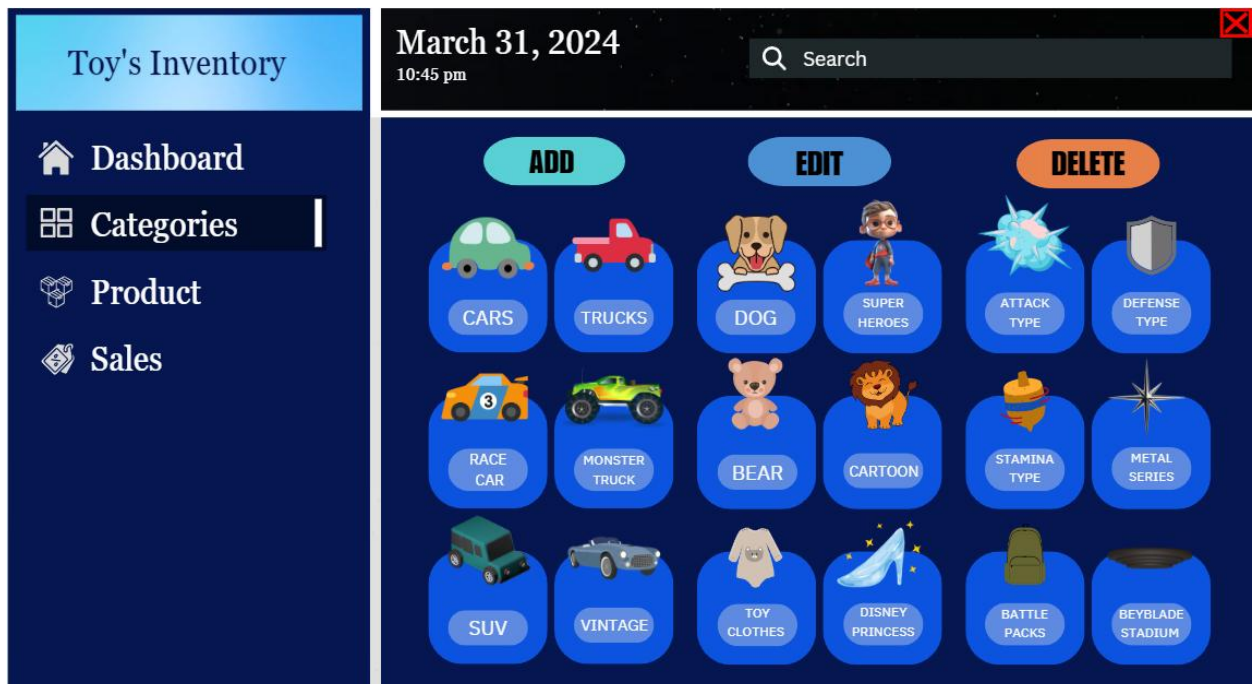 Toy's Inventory
Dashboard
Categories
Product
Sales
March 31, 2024
10:45 pm
Search
ADD
EDIT
DELETE
CARS
TRUCKS
DOG
SUPER
HEROES
ATTACK
TYPE
DEFENSE
TYPE
3
RACE
CAR
MONSTER
TRUCK
BEAR
CARTOON
STAMINA
TYPE
METAL
SERIES
SUV
VINTAGE
TOY
CLOTHES
DISNEY
PRINCESS
BATTLE
PACKS
BEYBLADE
STADIUM